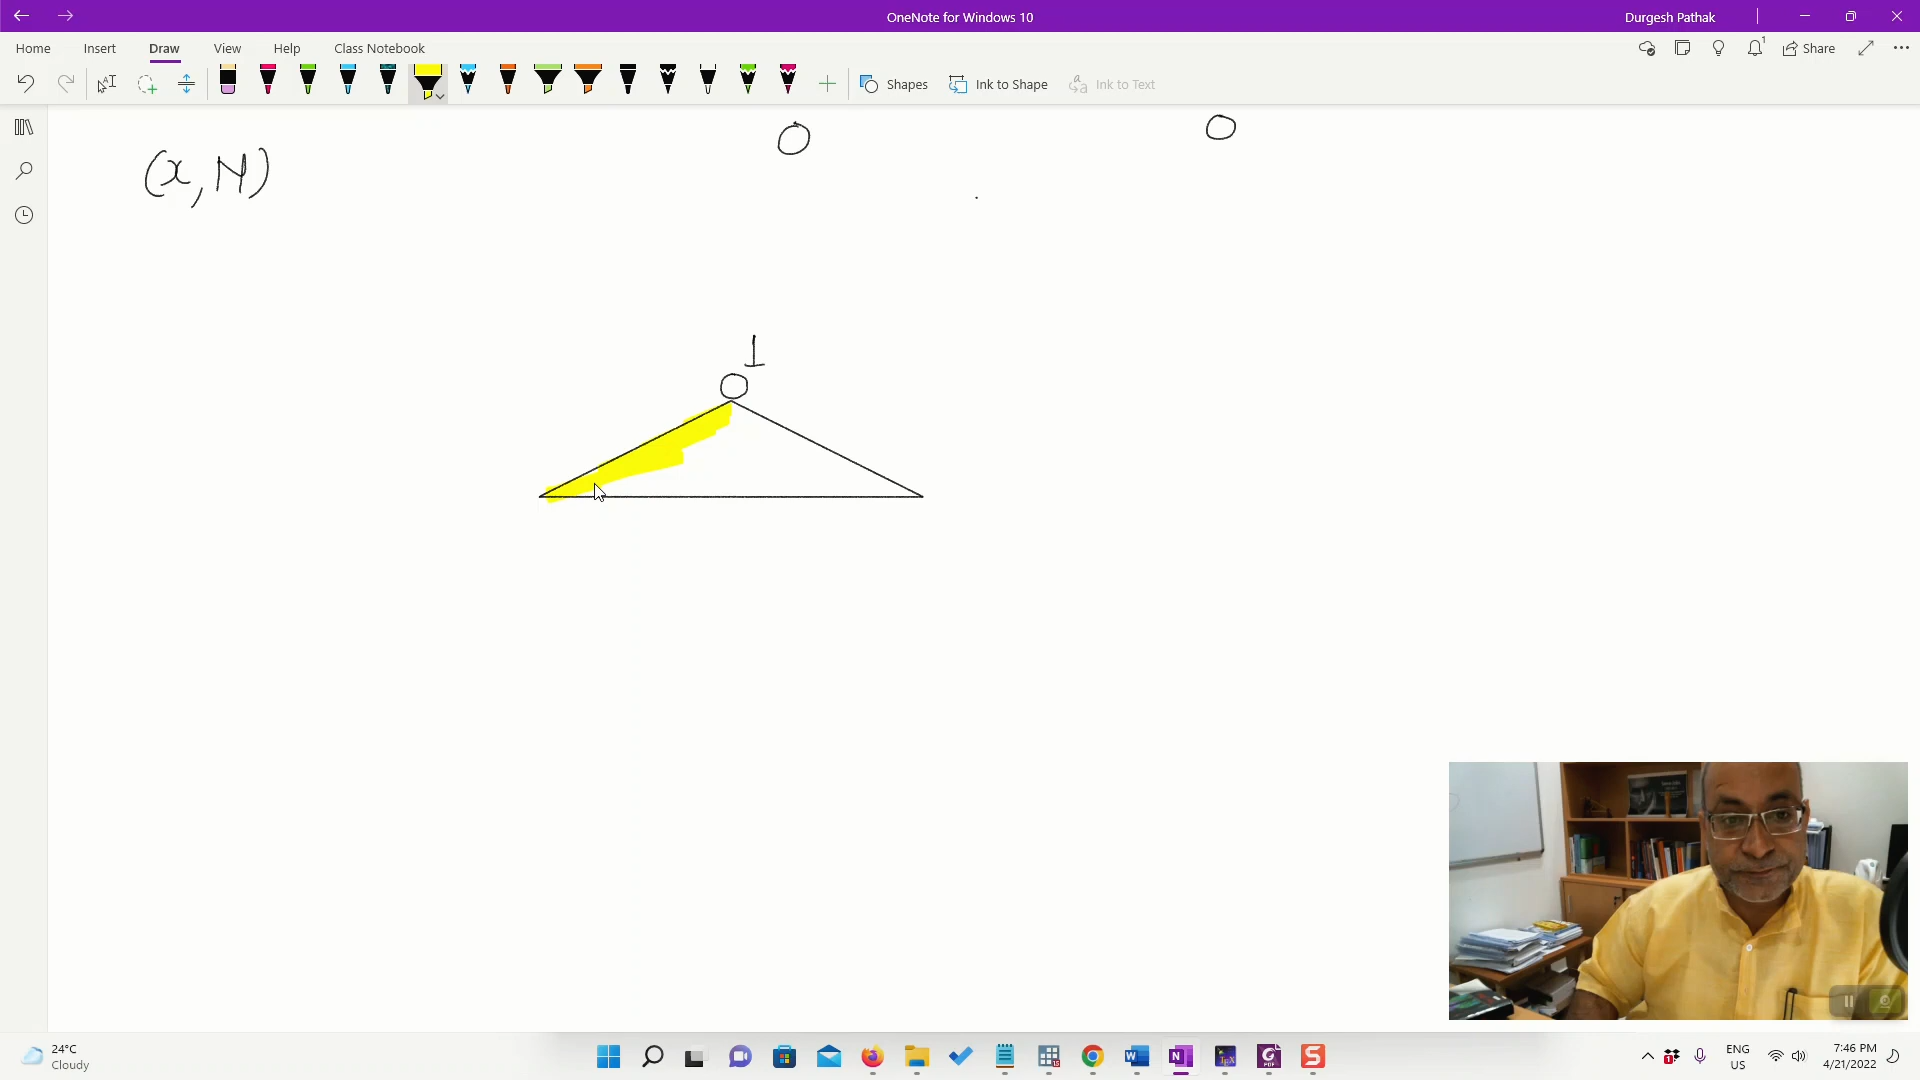 OneNote for Windows 10
Durgesh Pathak
Home Insert Draw View Help Class Notebook
1
Share
Shapes
Ink to Shape
Ink to Text
(x, N)
1
24°C
Cloudy
ENG
US
7:46 PM
4/21/2022